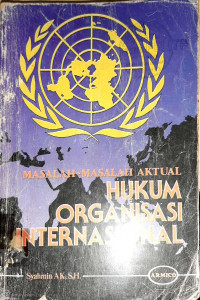 MASALAH-MASALAH AKTUAL
HUKUM
ORGANISASI
INTERNASIONAL
Syahmin AK, S.H.
ARMICO